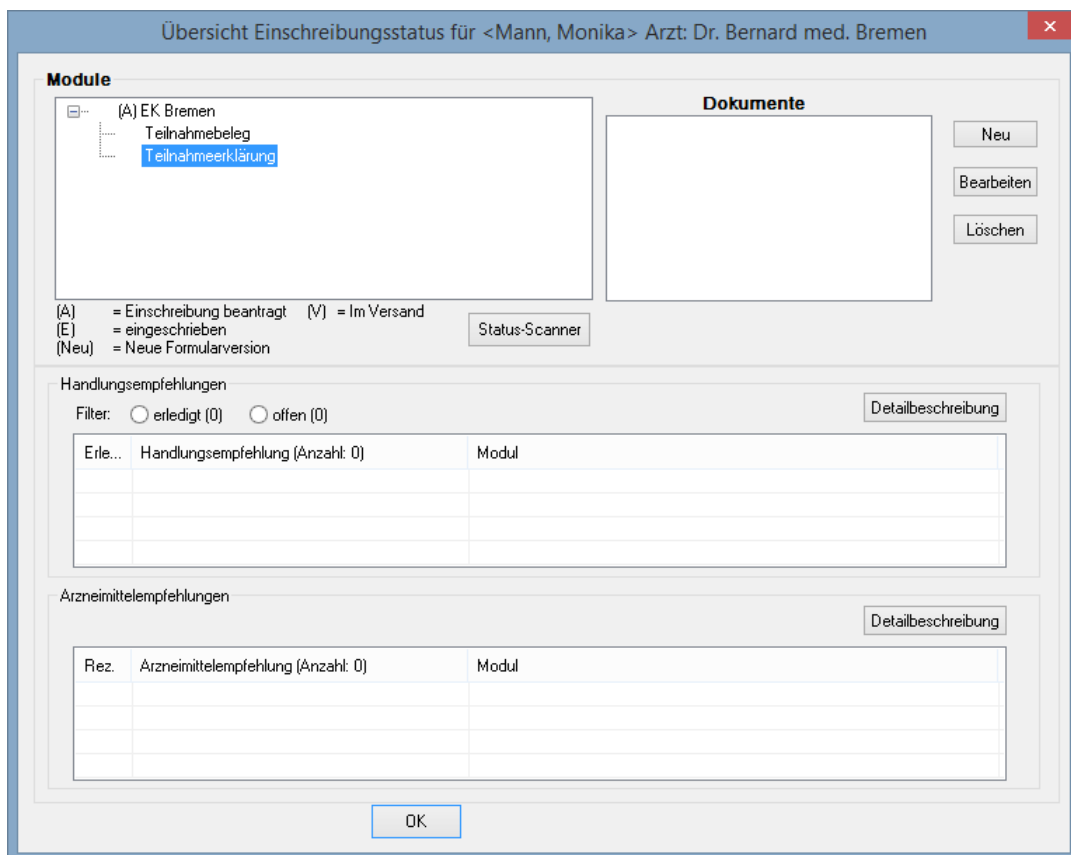 Übersicht Einschreibungsstatus für <Mann, Monika> Arzt: Dr. Bernard med. Bremen
Module
(A) EK Bremen
Teilnahmebeleg
Teilnahmeerklärung
Dokumente
Neu
Bearbeiten
Löschen
(A) = Einschreibung beantragt (V) = Im Versand
(E) = eingeschrieben
(Neu) = Neue Formularversion
Status-Scanner
Handlungsempfehlungen
Filter: erledigt (0) offen (0)
Detailbeschreibung
Erle... Handlungsempfehlung (Anzahl: 0) Modul
Arzneimittelempfehlungen
Detailbeschreibung
Rez. Arzneimittelempfehlung (Anzahl: 0) Modul
OK